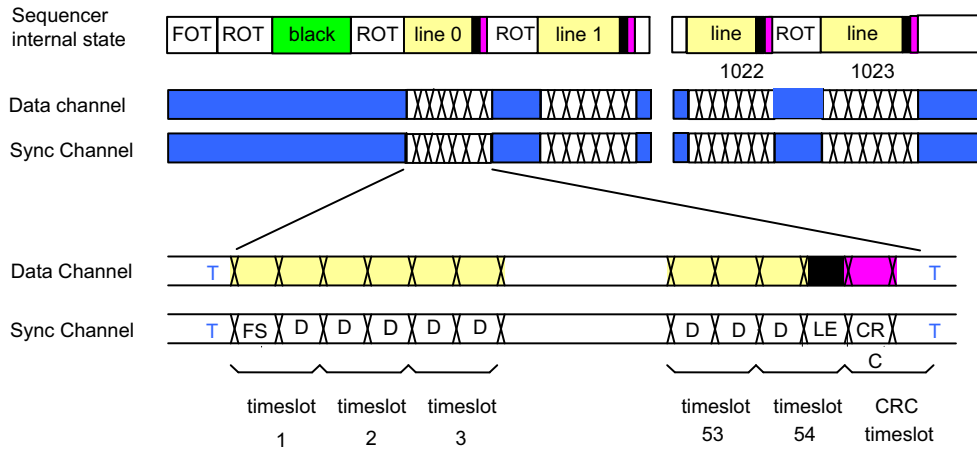 Sequencer
internal state
FOT ROT black ROT line 0 ROT line 1 line ROT line
1022 1023
Data channel
Sync Channel
Data Channel T T
Sync Channel T FS D D D D D D D D LE CR T
C
timeslot timeslot timeslot timeslot timeslot CRC
1 2 3 53 54 timeslot